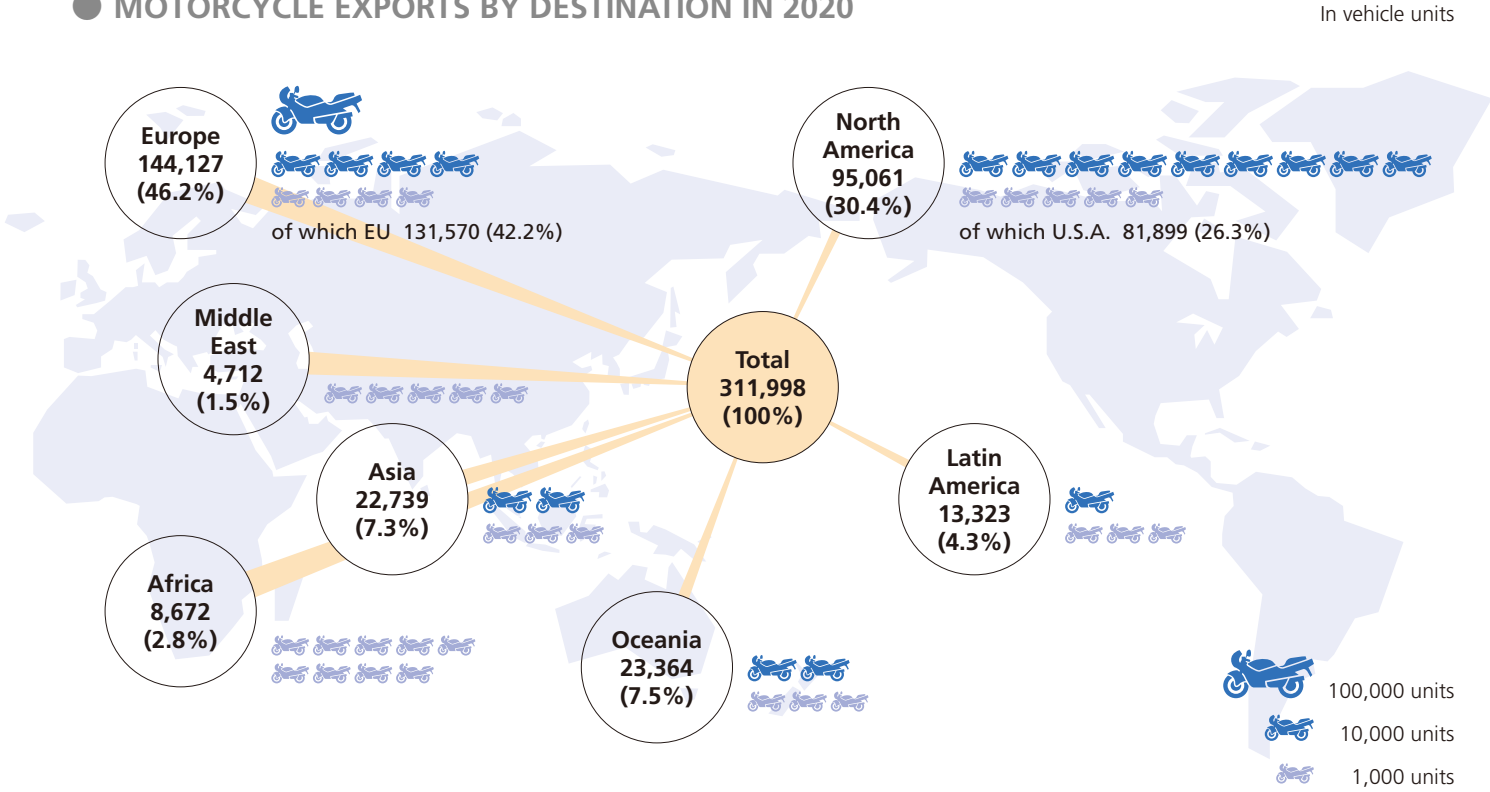 MOTORCYCLE EXPORTS BY DESTINATION IN 2020
In vehicle units
Europe
144,127
(46.2%)
of which EU 131,570 (42.2%)
North
America
95,061
(30.4%)
of which U.S.A. 81,899 (26.3%)
Middle
East
4,712
(1.5%)
Total
311,998
(100%)
Asia
22,739
(7.3%)
Latin
America
13,323
(4.3%)
Africa
8,672
(2.8%)
Oceania
23,364
(7.5%)
100,000 units
10,000 units
1,000 units